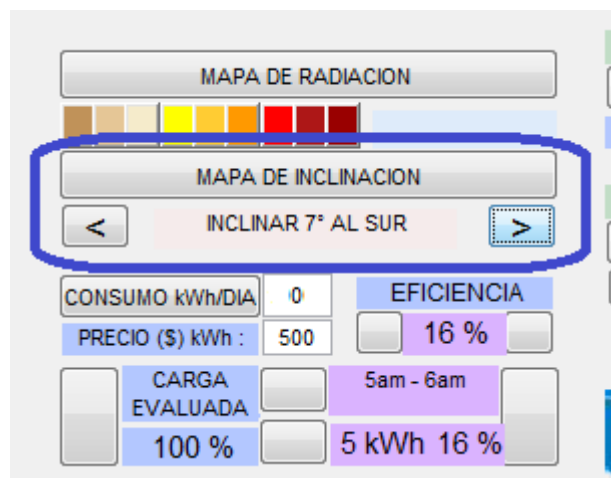 MAPA DE RADIACION
MAPA DE INCLINACION
< INCLINAR 7° AL SUR >
CONSUMO kWh/DIA 0 EFICIENCIA
PRECIO ($) kWh : 500 16 %
CARGA EVALUADA 5am - 6am
100 % 5 kWh 16 %